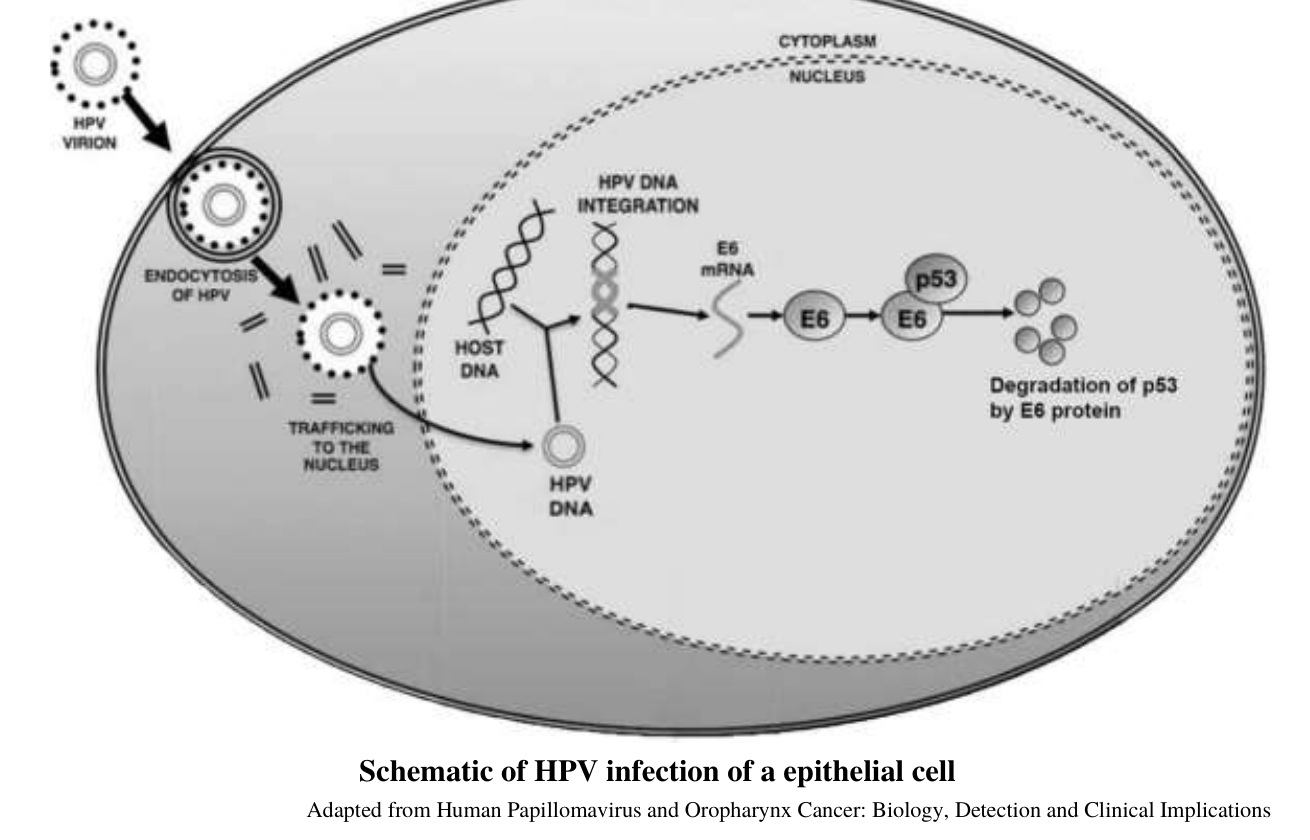 CYTOPLASM
NUCLEUS
HPV
VIRION
HPV DNA
INTEGRATION
ENDOCYTOSIS
OF HPV
E6
mRNA
p53
E6
E6
HOST
DNA
Degradation of p53
by E6 protein
TRAFFICKING
TO THE
NUCLEUS
HPV
DNA
Schematic of HPV infection of a epithelial cell
Adapted from Human Papillomavirus and Oropharynx Cancer: Biology, Detection and Clinical Implications